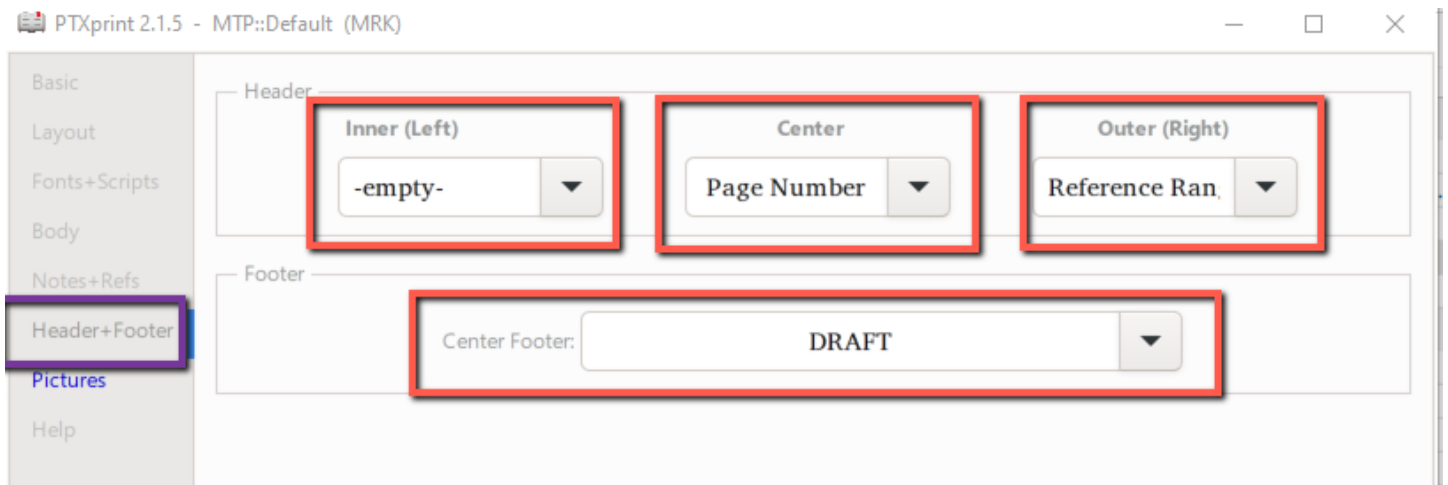 PTXprint 2.1.5 - MTP::Default (MRK)
Basic
Layout
Fonts+Scripts
Body
Notes+Refs
Header+Footer
Pictures
Help
Header
Inner (Left) Center Outer (Right)
-empty- Page Number Reference Ran
Footer
Center Footer: DRAFT